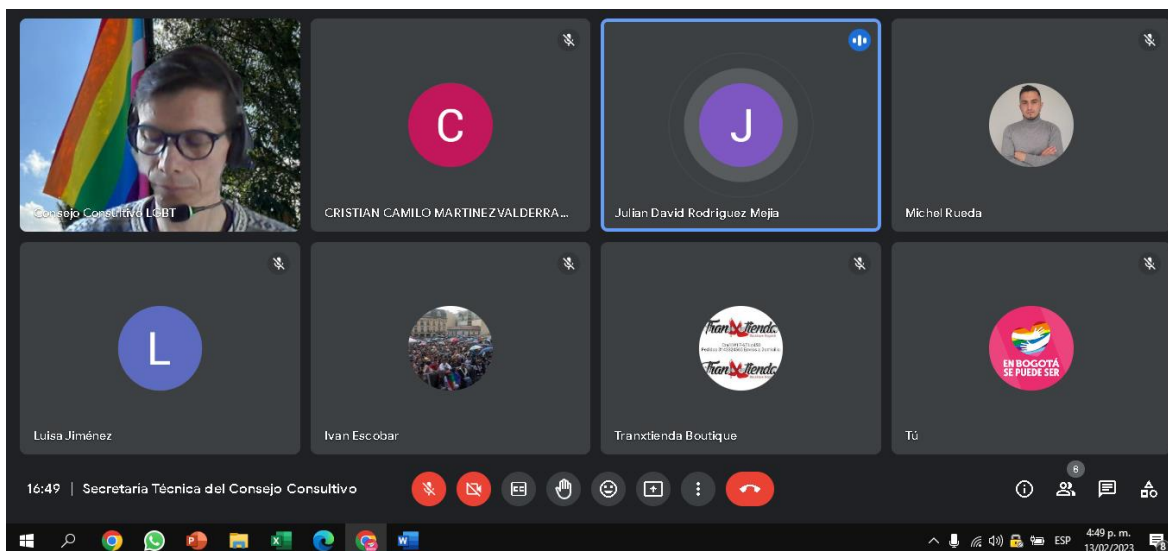 Consejo Consultivo LGBT
C
CRISTIAN CAMILO MARTINEZ VALDERRA...
J
Julian David Rodriguez Mejia
Michel Rueda
L
Luisa Jiménez
Ivan Escobar
TranXtienda
TranXtienda
Tranxtienda Boutique
EN BOGOTÁ
SE PUEDE SER
Tú
16:49 | Secretaria Técnica del Consejo Consultivo
8
ESP
4:49 p. m.
13/02/2023